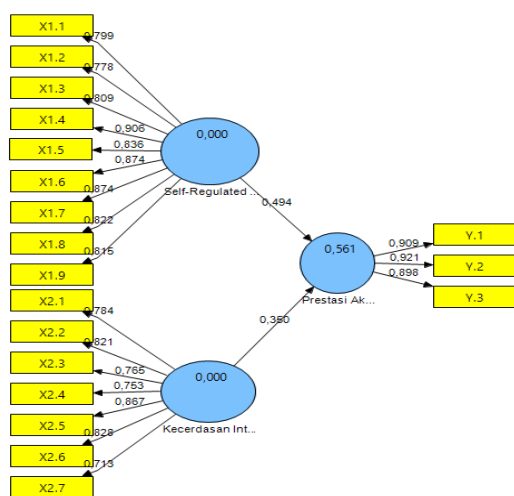 X1.1
0,799
X1.2
0,778
X1.3
0,809
X1.4
0,906
X1.5
0,836
X1.6
0,874
X1.7
0,874
X1.8
0,822
X1.9
0,815
0,000
Self-Regulated ...
0,494
0,561
Prestasi Ak...
0,909
Y.1
0,921
Y.2
0,898
Y.3
0,350
X2.1
0,784
X2.2
0,821
X2.3
0,765
X2.4
0,753
X2.5
0,867
X2.6
0,828
X2.7
0,713
0,000
Kecerdasan Int...